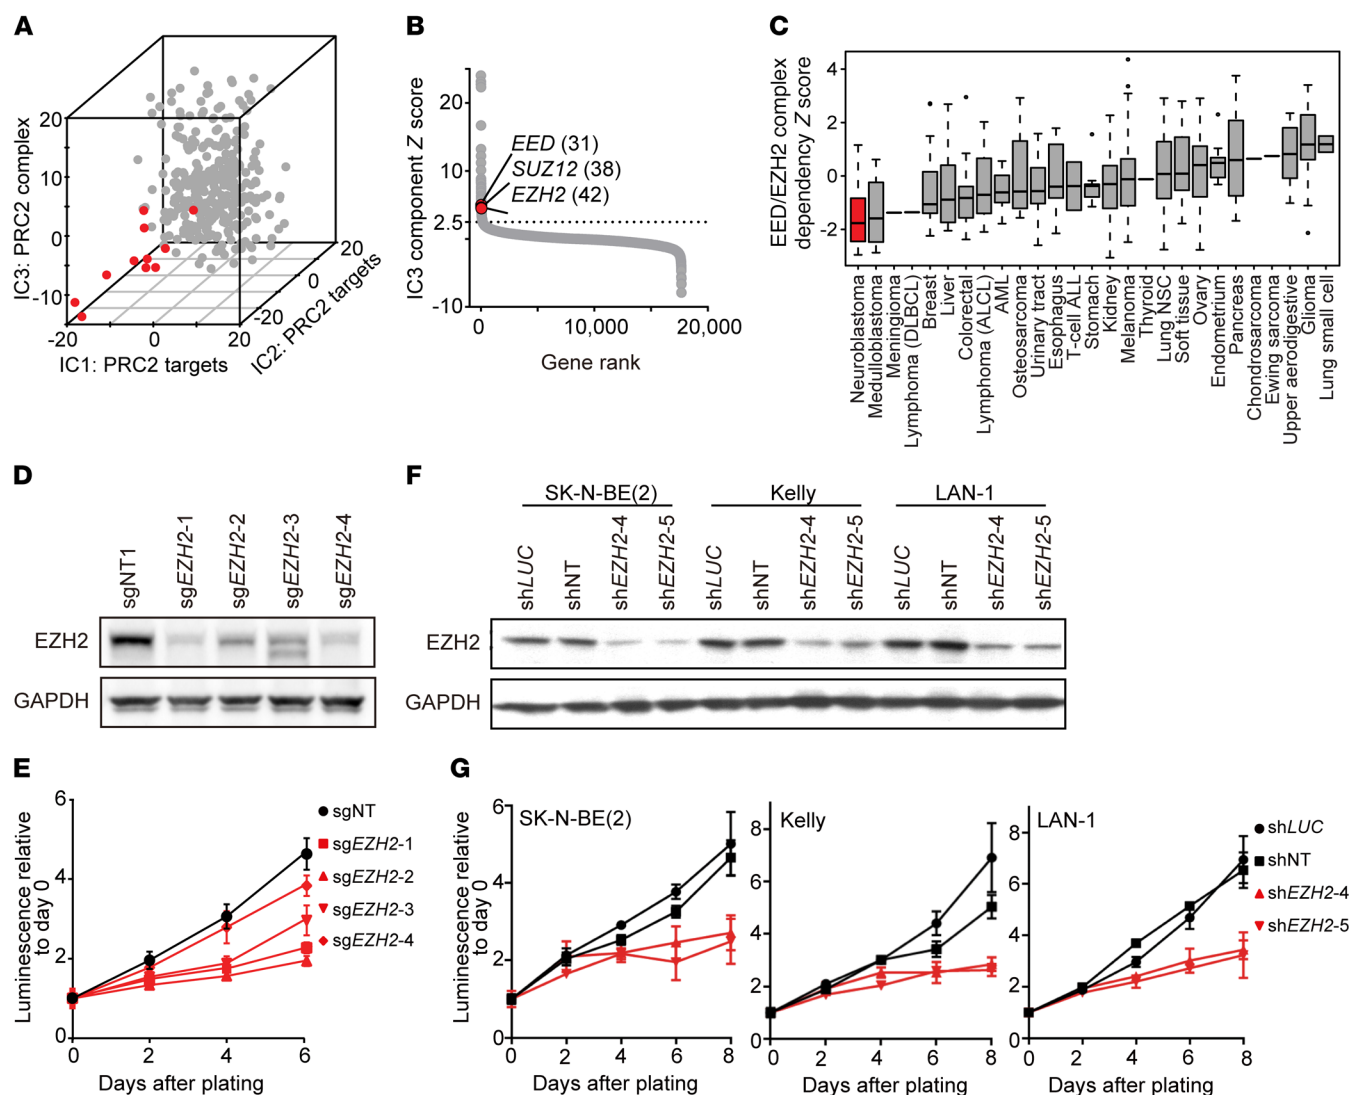 A
IC3: PRC2 complex
20
10
0
-10
-20
0
20
IC1: PRC2 targets
-20
0
20
IC2: PRC2 targets
B
IC3 component Z score
20
10
2.5
-10
EED (31)
SUZ12 (38)
EZH2 (42)
0
10,000
20,000
Gene rank
C
EED/EZH2 complex
dependency Z score
4
2
0
-2
Neuroblastoma
Medulloblastoma
Meningioma
Lymphoma (DLBCL)
Breast
Liver
Colorectal
Lymphoma (ALCL)
AML
Osteosarcoma
Urinary tract
Esophagus
T-cell ALL
Stomach
Kidney
Melanoma
Thyroid
Lung NSC
Soft tissue
Ovary
Endometrium
Pancreas
Chondrosarcoma
Ewing sarcoma
Upper aerodigestive
Glioma
Lung small cell
D
sgNT1
sgEZH2-1
sgEZH2-2
sgEZH2-3
sgEZH2-4
EZH2
GAPDH
F
SK-N-BE(2)
Kelly
LAN-1
shLUC
shNT
shEZH2-4
shEZH2-5
shLUC
shNT
shEZH2-4
shEZH2-5
shLUC
shNT
shEZH2-4
shEZH2-5
EZH2
GAPDH
E
Luminescence relative
to day 0
6
4
2
0
0 2 4 6
Days after plating
sgNT
sgEZH2-1
sgEZH2-2
sgEZH2-3
sgEZH2-4
G
Luminescence relative
to day 0
SK-N-BE(2)
6
4
2
0
0 2 4 6 8
Days after plating
Kelly
8
6
4
2
0
0 2 4 6 8
Days after plating
LAN-1
8
6
4
2
0
0 2 4 6 8
Days after plating
shLUC
shNT
shEZH2-4
shEZH2-5